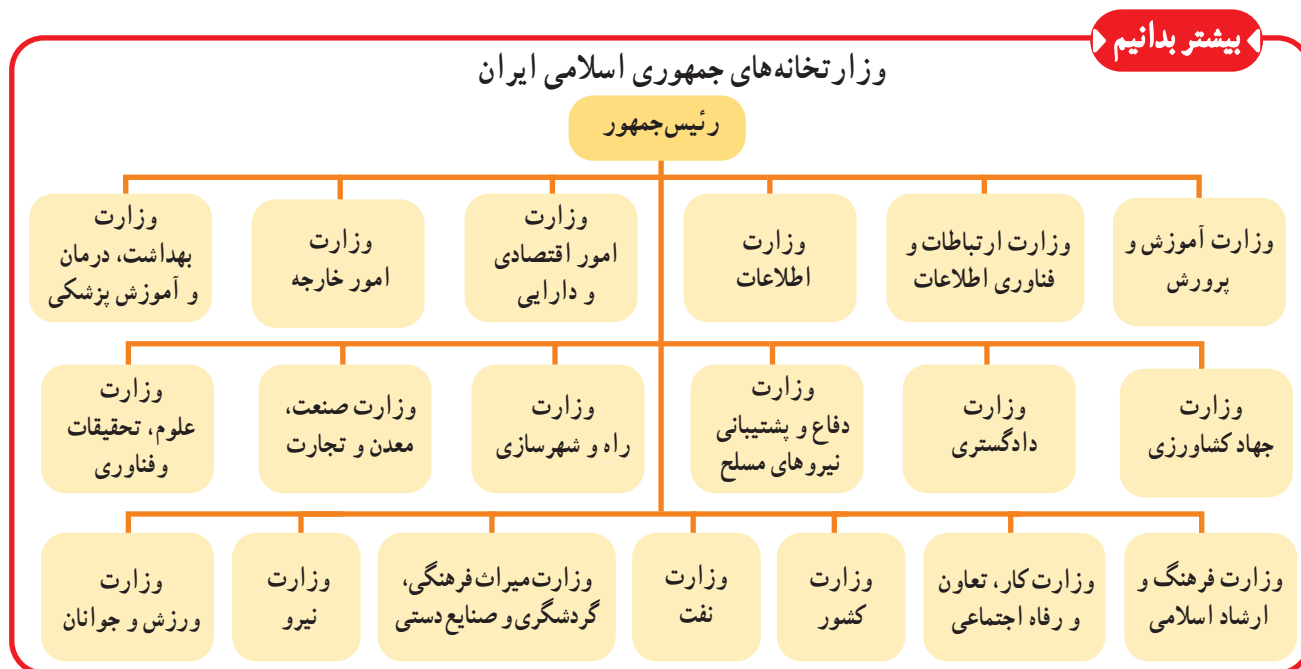 بیشتر بدانیم
وزارتخانه‌های جمهوری اسلامی ایران
رئیس‌جمهور
وزارت آموزش و
پرورش
وزارت ارتباطات و
فناوری اطلاعات
وزارت
اطلاعات
وزارت
امور اقتصادی
و دارایی
وزارت
امور خارجه
وزارت
بهداشت، درمان
و آموزش پزشکی
وزارت
جهاد کشاورزی
وزارت
دادگستری
وزارت
دفاع و پشتیبانی
نیروهای مسلح
وزارت
راه و شهرسازی
وزارت صنعت،
معدن و تجارت
وزارت
علوم، تحقیقات
وفناوری
وزارت فرهنگ و
ارشاد اسلامی
وزارت کار، تعاون
و رفاه اجتماعی
وزارت
کشور
وزارت
نفت
وزارت میراث فرهنگی،
گردشگری و صنایع دستی
وزارت
نیرو
وزارت
ورزش و جوانان